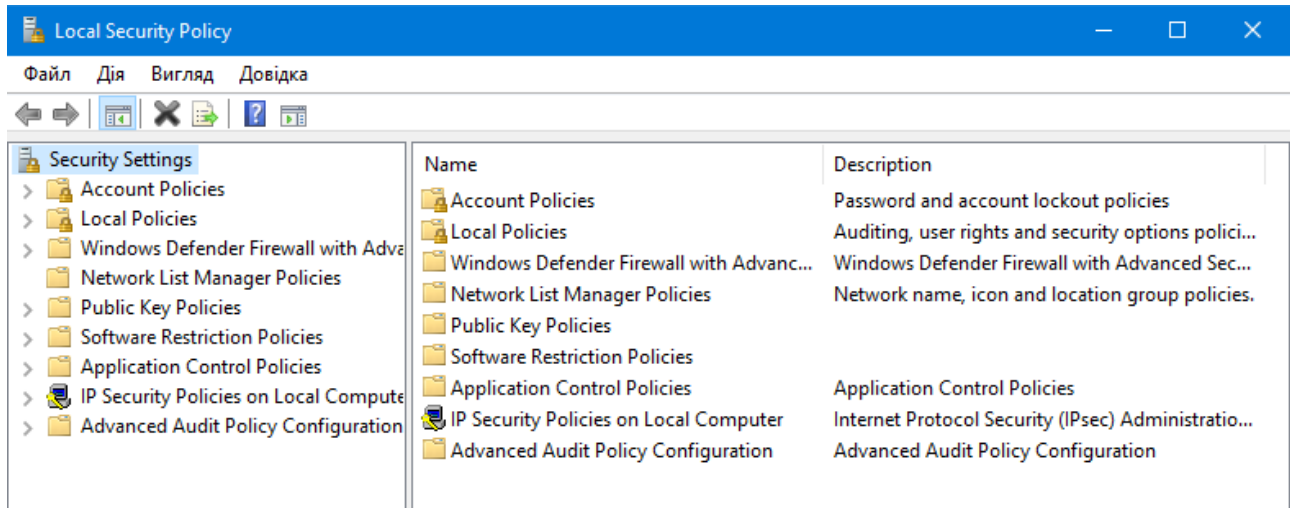 Local Security Policy
Файл Дія Вигляд Довідка
Security Settings
Account Policies
Local Policies
Windows Defender Firewall with Adva
Network List Manager Policies
Public Key Policies
Software Restriction Policies
Application Control Policies
IP Security Policies on Local Compute
Advanced Audit Policy Configuration
Name Description
Account Policies Password and account lockout policies
Local Policies Auditing, user rights and security options polici...
Windows Defender Firewall with Advanc... Windows Defender Firewall with Advanced Sec...
Network List Manager Policies Network name, icon and location group policies.
Public Key Policies
Software Restriction Policies
Application Control Policies Application Control Policies
IP Security Policies on Local Computer Internet Protocol Security (IPsec) Administratio...
Advanced Audit Policy Configuration Advanced Audit Policy Configuration